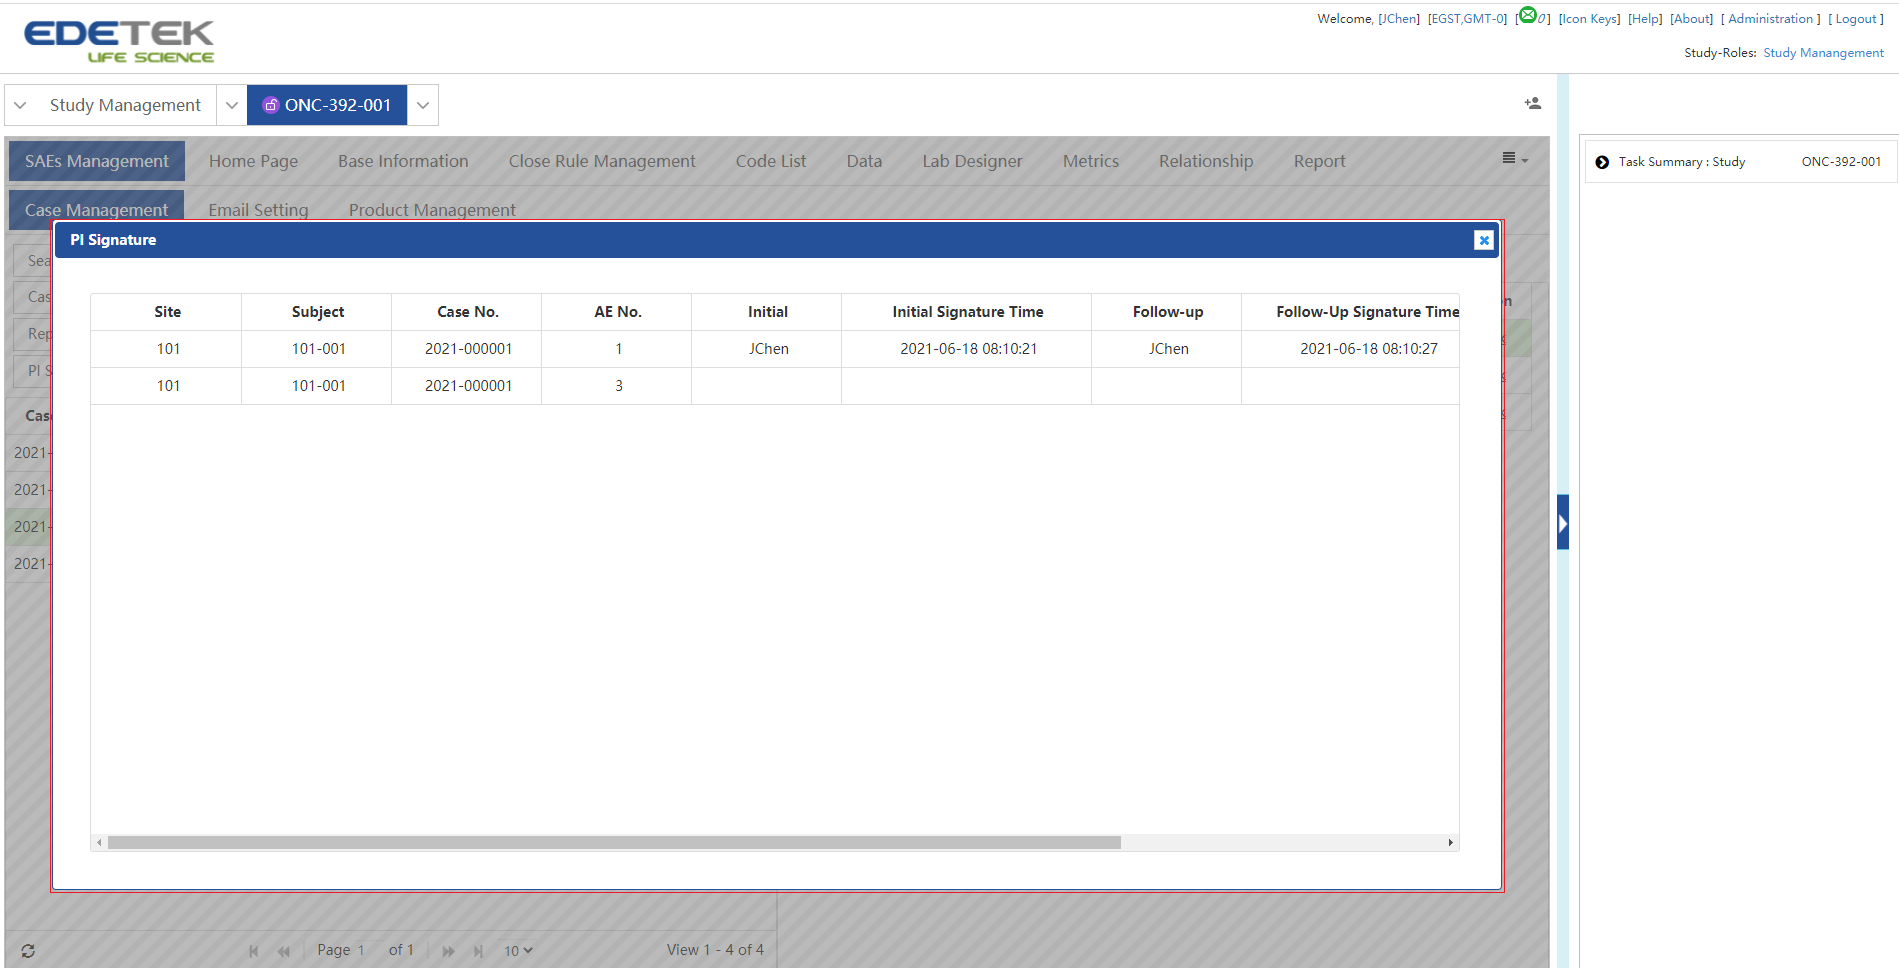 EDETEK
LIFE SCIENCE
Welcome, [JChen] [EGST,GMT-0] [0] [Icon Keys] [Help] [About] [ Administration ] [ Logout ]
Study-Roles: Study Manangement
Study Management
ONC-392-001
SAEs Management Home Page Base Information Close Rule Management Code List Data Lab Designer Metrics Relationship Report
Task Summary : Study ONC-392-001
Case Management Email Setting Product Management
PI Signature
Sea
Cas
Rep
PI S
Site Subject Case No. AE No. Initial Initial Signature Time Follow-up Follow-Up Signature Time
101 101-001 2021-000001 1 JChen 2021-06-18 08:10:21 JChen 2021-06-18 08:10:27
101 101-001 2021-000001 3
Cas
2021-
2021-
2021-
2021-
Page 1 of 1 10 View 1 - 4 of 4